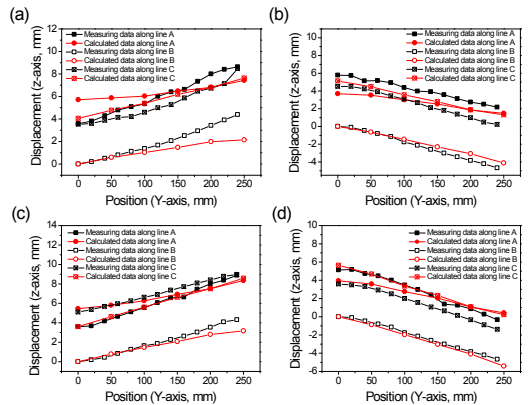 (a)
Displacement (z-axis, mm)
14
12
10
8
6
4
2
0
Measuring data along line A
Calculated data along line A
Measuring data along line B
Calculated data along line B
Measuring data along line C
Calculated data along line C
0 50 100 150 200 250
Position (Y-axis, mm)
(b)
Displacement (z-axis, mm)
12
10
8
6
4
2
0
-2
-4
Measuring data along line A
Calculated data along line A
Measuring data along line B
Calculated data along line B
Measuring data along line C
Calculated data along line C
0 50 100 150 200 250
Position (Y-axis, mm)
(c)
Displacement (z-axis, mm)
14
12
10
8
6
4
2
0
Measuring data along line A
Calculated data along line A
Measuring data along line B
Calculated data along line B
Measuring data along line C
Calculated data along line C
0 50 100 150 200 250
Position (Y-axis, mm)
(d)
Displacement (z-axis, mm)
10
8
6
4
2
0
-2
-4
-6
Measuring data along line A
Calculated data along line A
Measuring data along line B
Calculated data along line B
Measuring data along line C
Calculated data along line C
0 50 100 150 200 250
Position (Y-axis, mm)